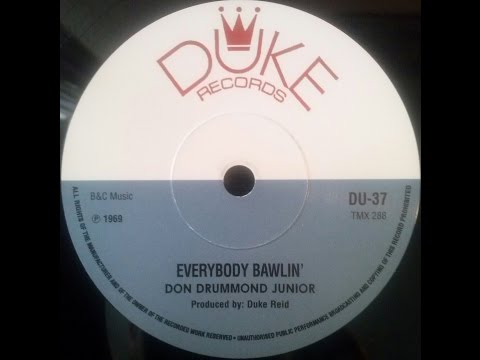 DUKE
RECORDS
B&C Music
℗ 1969
DU-37
TMX 286
EVERYBODY BAWLIN'
DON DRUMMOND JUNIOR
Produced by: Duke Reid
ALL RIGHTS OF THE MANUFACTURER AND OF THE OWNER OF THE RECORDED WORK RESERVED • UNAUTHORISED PUBLIC PERFORMANCE BROADCASTING AND COPYING OF THIS RECORD PROHIBITED